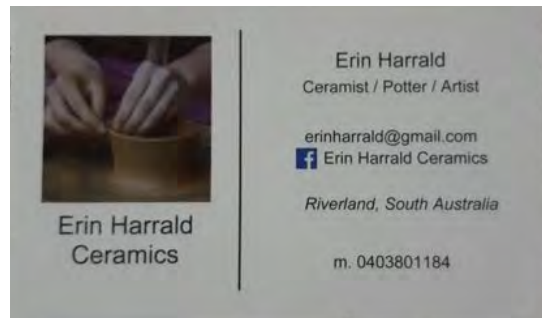 Erin Harrald
Ceramics
Erin Harrald
Ceramist / Potter / Artist
erinharrald@gmail.com
Erin Harrald Ceramics
Riverland, South Australia
m. 0403801184